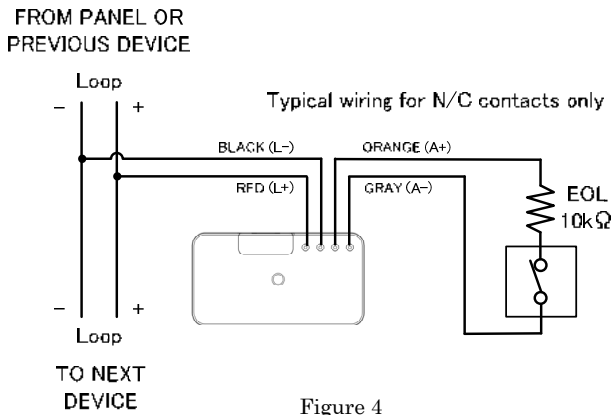 FROM PANEL OR
PREVIOUS DEVICE
Loop
- +
Typical wiring for N/C contacts only
BLACK (L-)
ORANGE (A+)
RED (L+)
GRAY (A-)
EOL
10kΩ
- +
Loop
TO NEXT
DEVICE
Figure 4